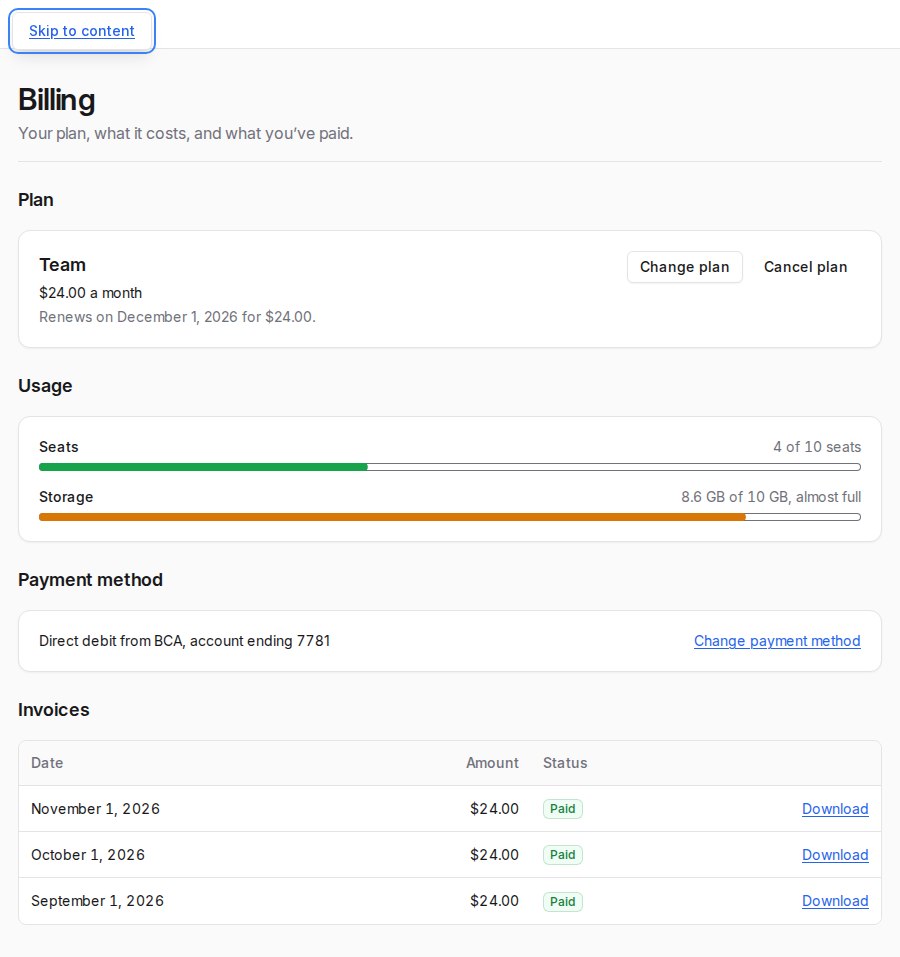 Skip to content
Billing
Your plan, what it costs, and what you’ve paid.
Plan
Team
Change plan
Cancel plan
$24.00 a month
Renews on December 1, 2026 for $24.00.
Usage
Seats
4 of 10 seats
Storage
8.6 GB of 10 GB, almost full
Payment method
Direct debit from BCA, account ending 7781
Change payment method
Invoices
Date Amount Status
November 1, 2026 $24.00 Paid Download
October 1, 2026 $24.00 Paid Download
September 1, 2026 $24.00 Paid Download